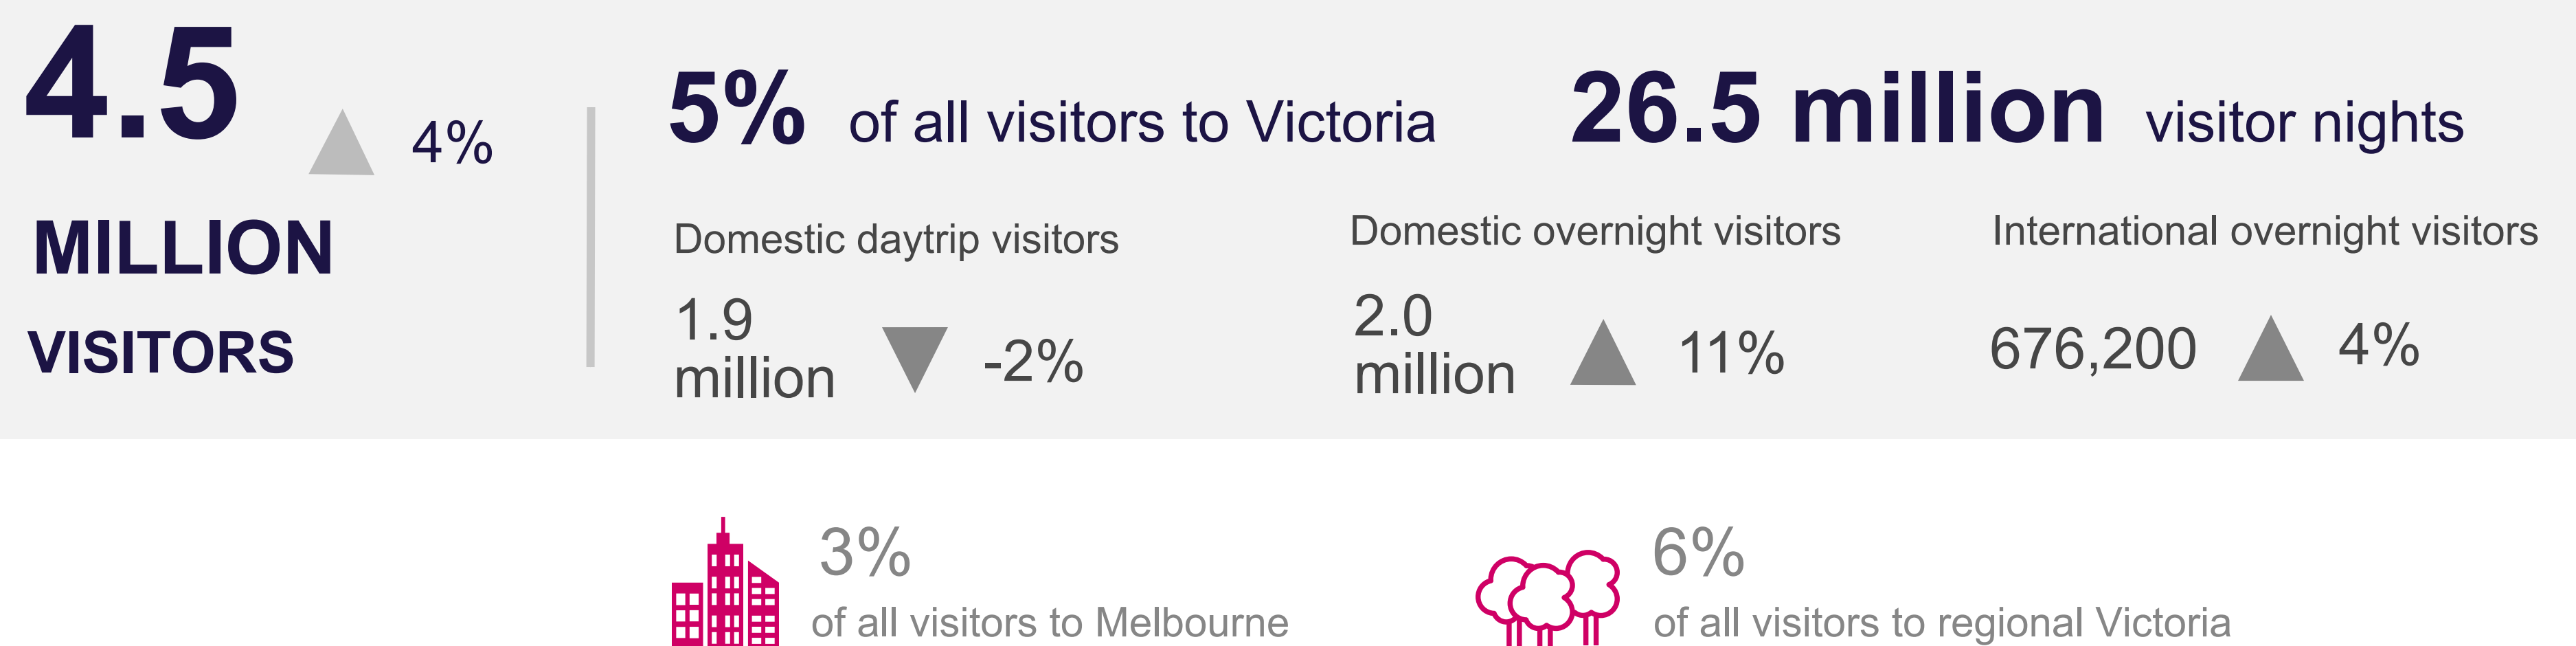 4.5
4%
MILLION
VISITORS
5% of all visitors to Victoria
26.5 million visitor nights
Domestic daytrip visitors
1.9
million
-2%
Domestic overnight visitors
2.0
million
11%
International overnight visitors
676,200
4%
3%
of all visitors to Melbourne
6%
of all visitors to regional Victoria